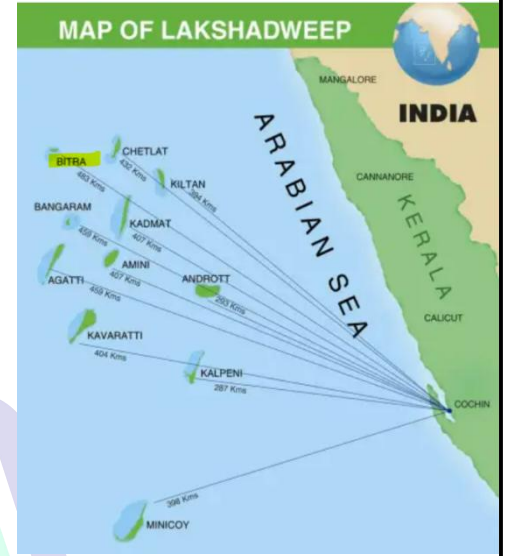 MAP OF LAKSHADWEEP
MANGALORE
INDIA
ARABIAN SEA
CHETLAT
432 Kms
BITRA
483 Kms
KILTAN
394 Kms
CANNANORE
KERALA
BANGARAM
459 Kms
KADMAT
407 Kms
AMINI
407 Kms
ANDROTT
293 Kms
AGATTI
459 Kms
CALICUT
KAVARATTI
404 Kms
KALPENI
287 Kms
COCHIN
398 Kms
MINICOY